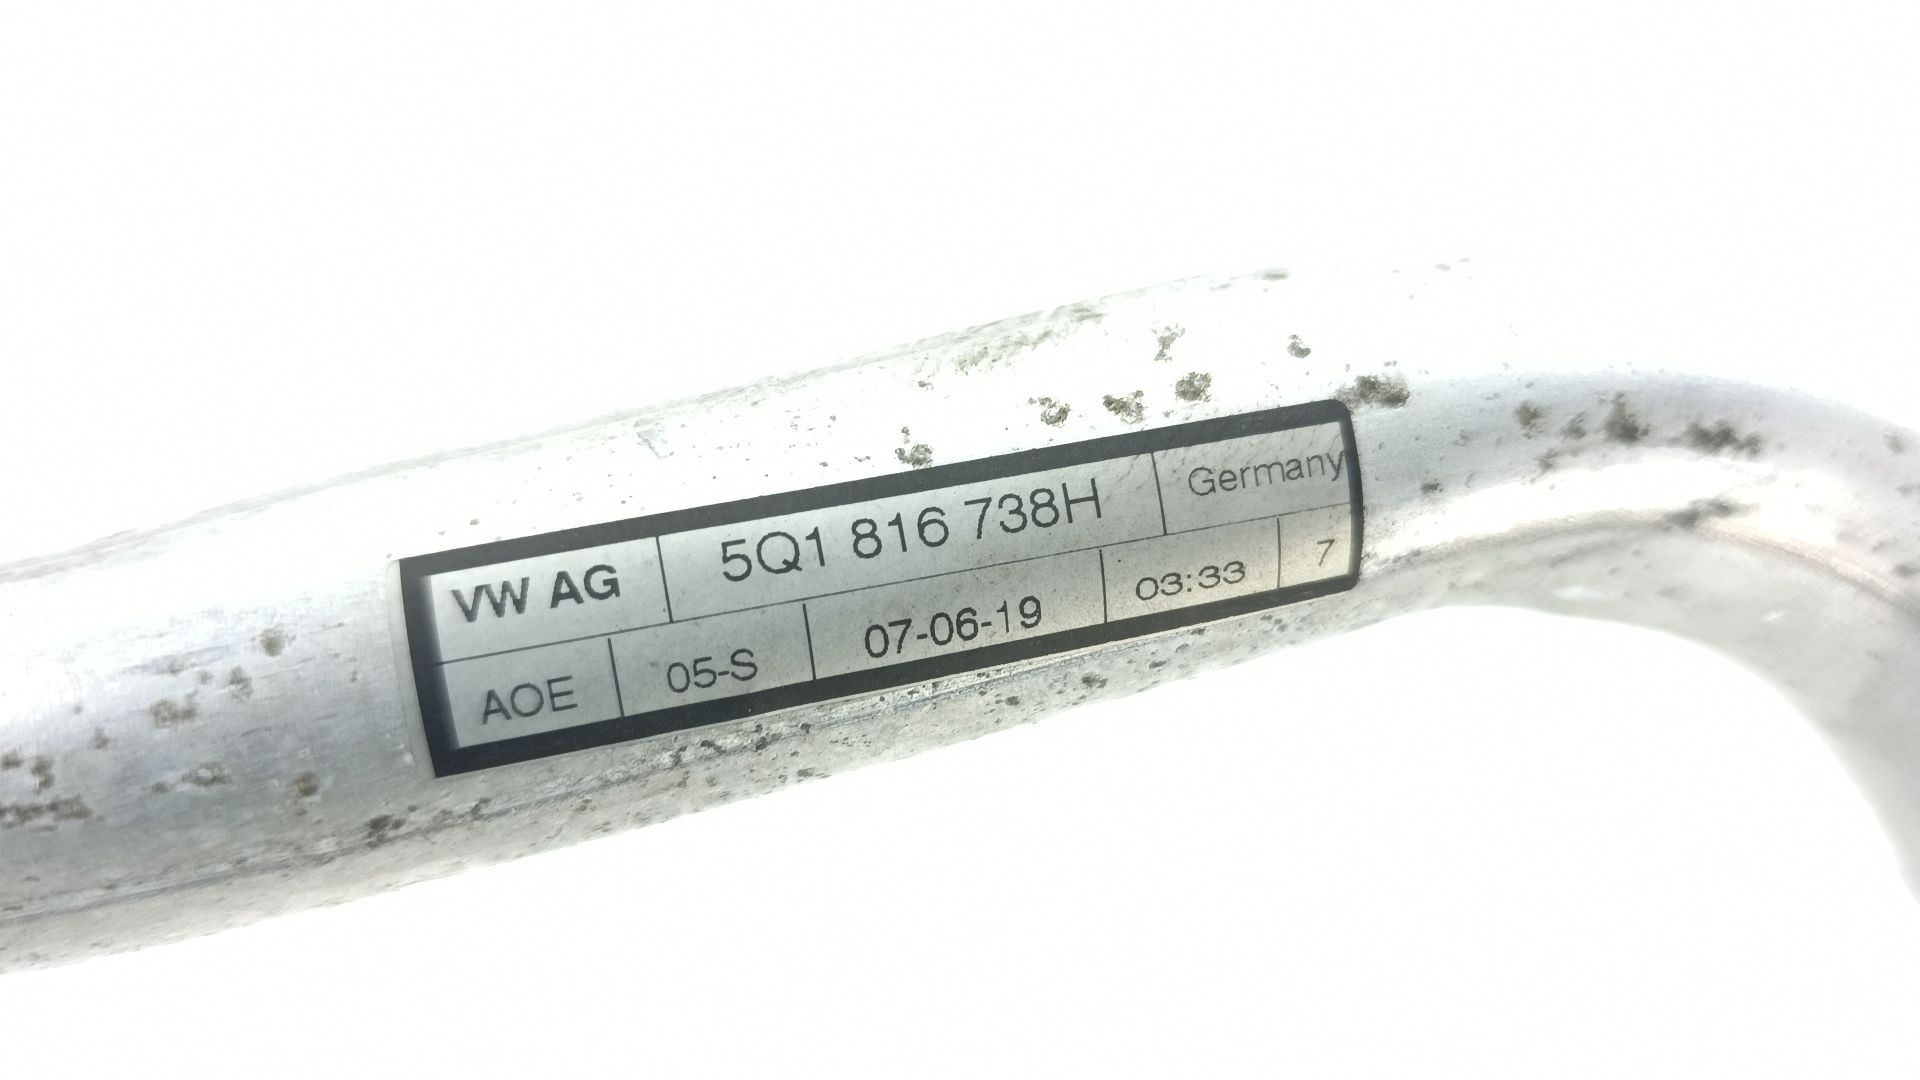 VW AG 5Q1 816 738H Germany
AOE 05-S 07-06-19 03:33 7